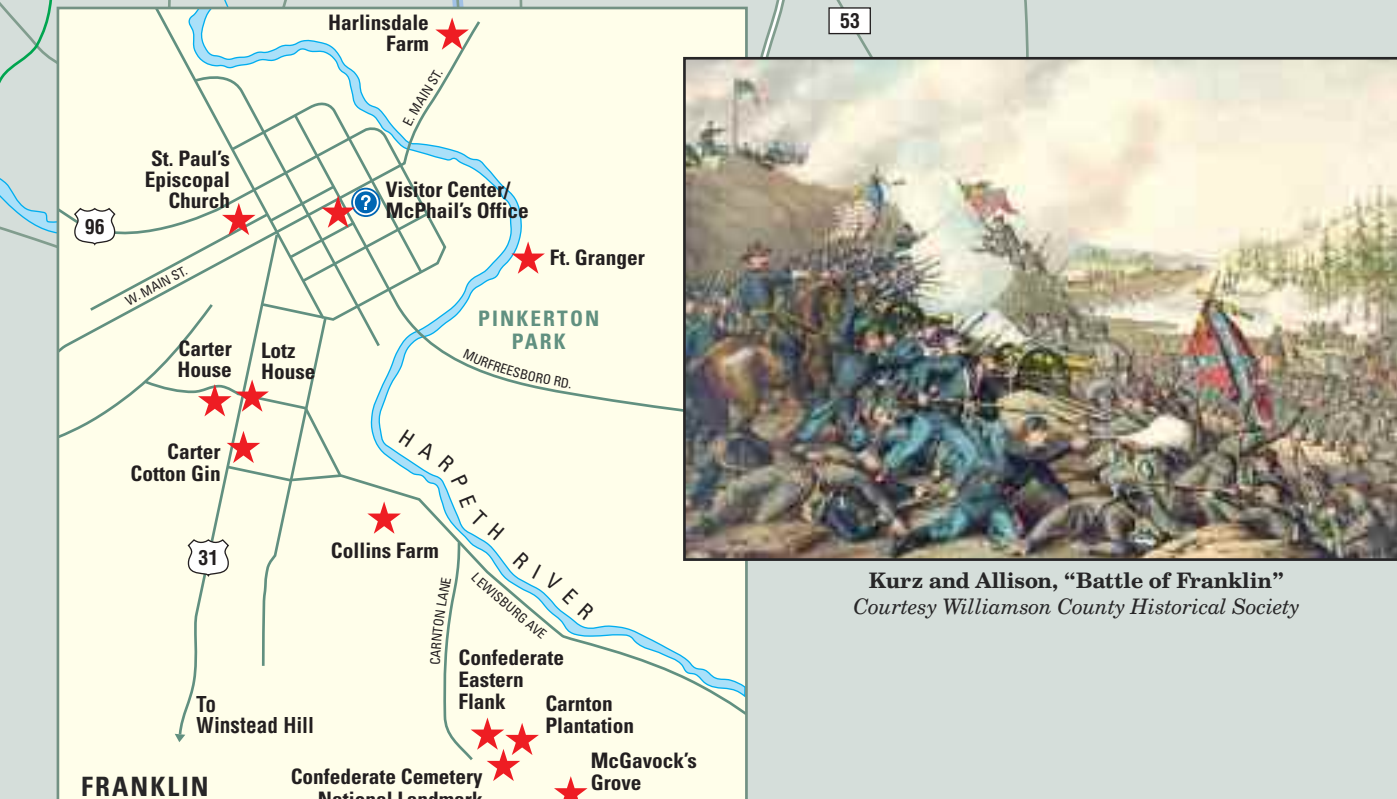 53
Harlinsdale
Farm
E. MAIN ST.
St. Paul's
Episcopal
Church
Visitor Center/
McPhail's Office
?
96
Ft. Granger
W. MAIN ST.
PINKERTON
PARK
Carter
House
Lotz
House
MURFREESBORO RD.
Carter
Cotton Gin
HARPETH RIVER
31
Collins Farm
CARNTON LANE
LEWISBURG AVE
Kurz and Allison, “Battle of Franklin”
Courtesy Williamson County Historical Society
Confederate
Eastern
Flank
To
Winstead Hill
Carnton
Plantation
McGavock's
Grove
Confederate Cemetery
National Landmark
FRANKLIN